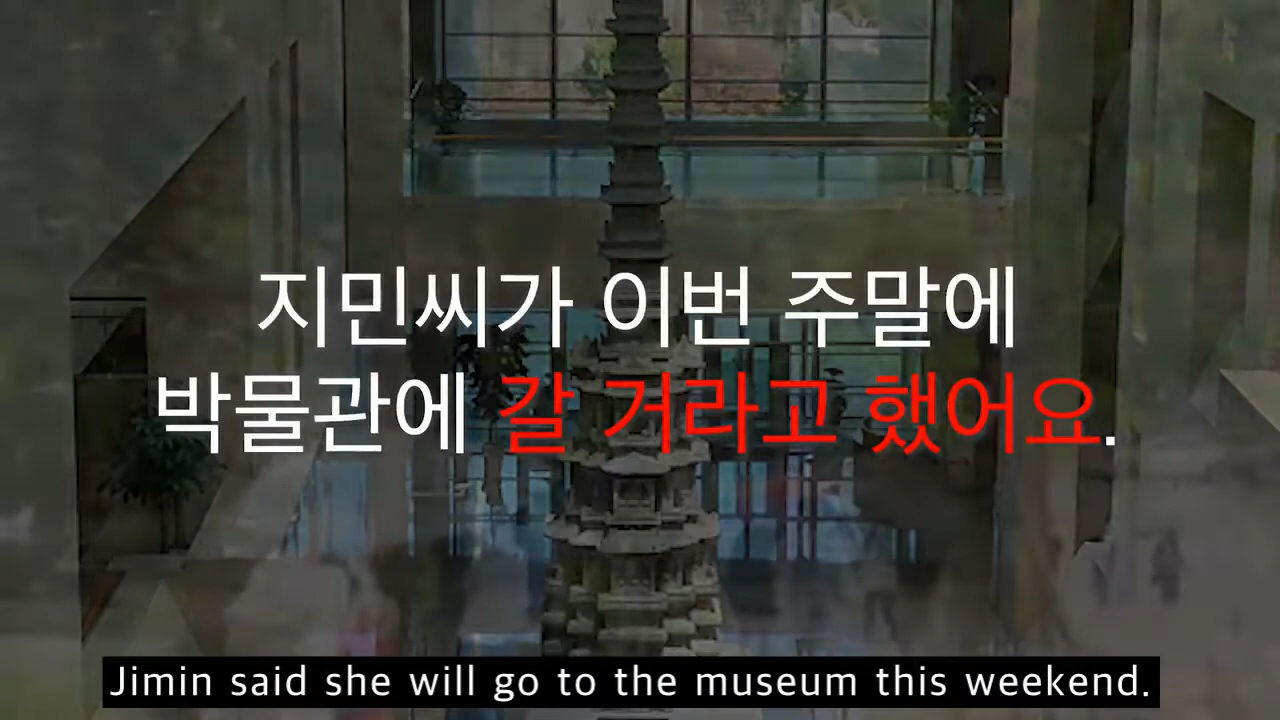 지민씨가 이번 주말에
박물관에 갈 거라고 했어요.
Jimin said she will go to the museum this weekend.